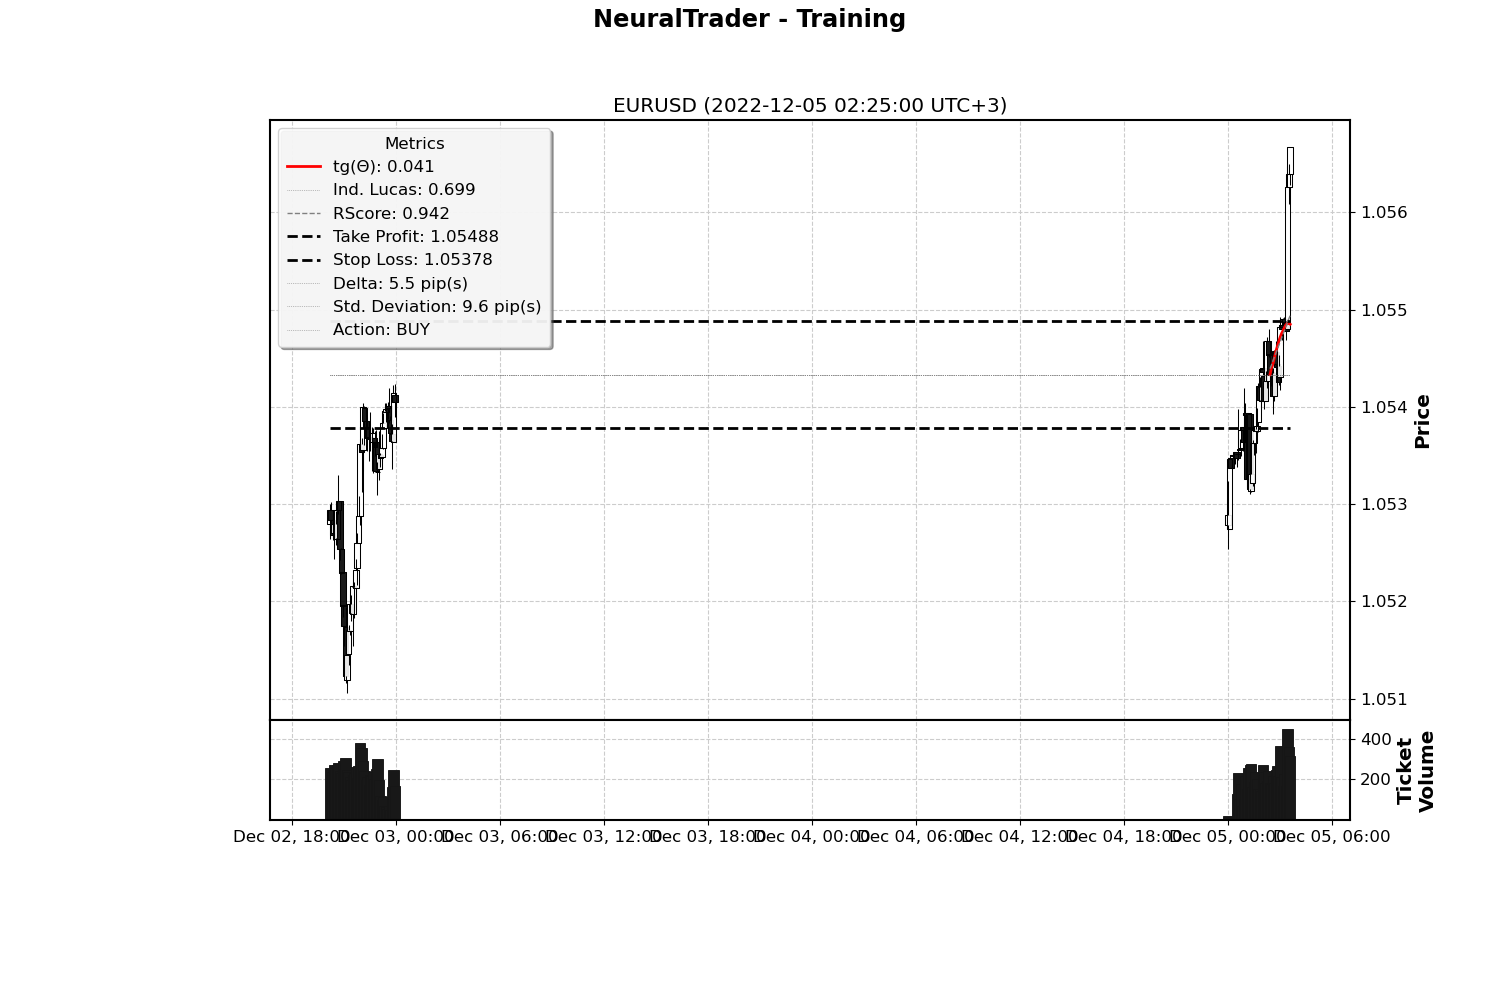 NeuralTrader - Training
EURUSD (2022-12-05 02:25:00 UTC+3)
Metrics
tg(Θ): 0.041
Ind. Lucas: 0.699
RScore: 0.942
Take Profit: 1.05488
Stop Loss: 1.05378
Delta: 5.5 pip(s)
Std. Deviation: 9.6 pip(s)
Action: BUY
1.056
1.055
1.054
1.053
1.052
1.051
Price
400
200
Ticket
Volume
Dec 02, 18:00
Dec 03, 00:00
Dec 03, 06:00
Dec 03, 12:00
Dec 03, 18:00
Dec 04, 00:00
Dec 04, 06:00
Dec 04, 12:00
Dec 04, 18:00
Dec 05, 00:00
Dec 05, 06:00